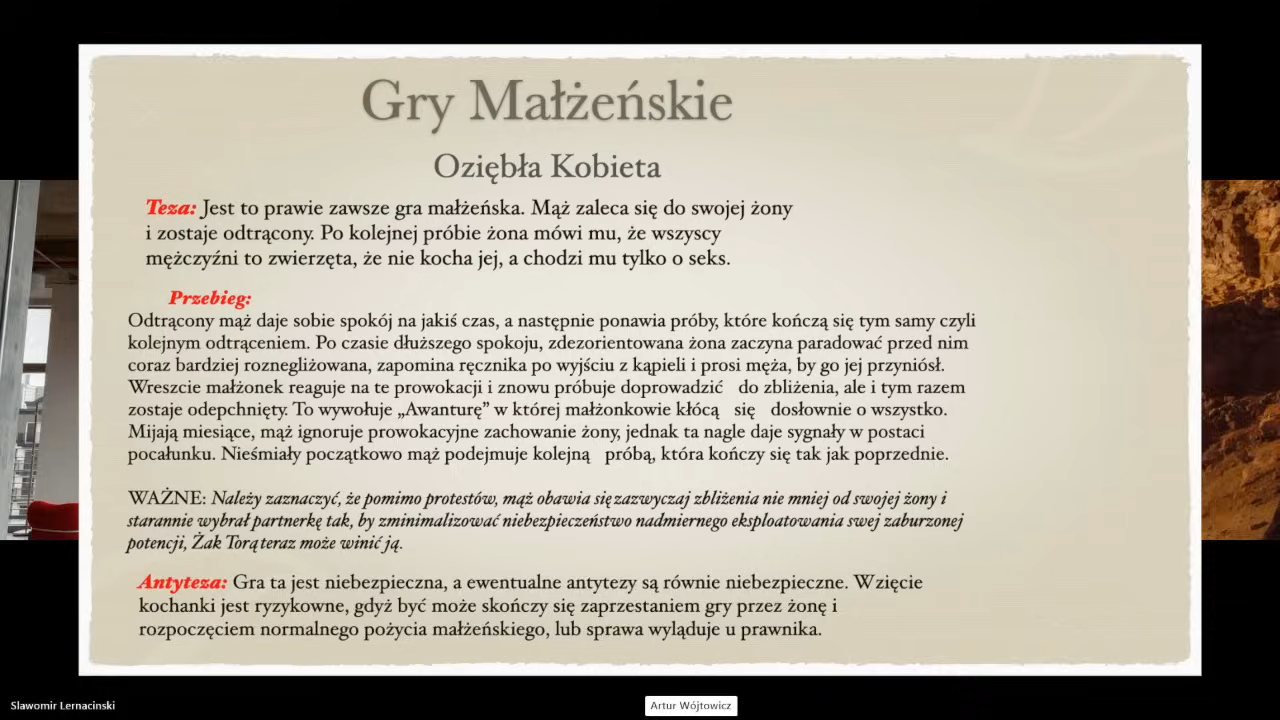 Gry Małżeńskie
Oziębła Kobieta
Teza: Jest to prawie zawsze gra małżeńska. Mąż zaleca się do swojej żony
i zostaje odtrącony. Po kolejnej próbie żona mówi mu, że wszyscy
mężczyźni to zwierzęta, że nie kocha jej, a chodzi mu tylko o seks.
Przebieg:
Odtrącony mąż daje sobie spokój na jakiś czas, a następnie ponawia próby, które kończą się tym samy czyli
kolejnym odtrąceniem. Po czasie dłuższego spokoju, zdezorientowana żona zaczyna paradować przed nim
coraz bardziej roznegliżowana, zapomina ręcznika po wyjściu z kąpieli i prosi męża, by go jej przyniósł.
Wreszcie małżonek reaguje na te prowokacji i znowu próbuje doprowadzić do zbliżenia, ale i tym razem
zostaje odepchnięty. To wywołuje „Awanturę” w której małżonkowie kłócą się dosłownie o wszystko.
Mijają miesiące, mąż ignoruje prowokacyjne zachowanie żony, jednak ta nagle daje sygnały w postaci
pocałunku. Nieśmiały początkowo mąż podejmuje kolejną próbą, która kończy się tak jak poprzednie.
WAŻNE: Należy zaznaczyć, że pomimo protestów, mąż obawia się zazwyczaj zbliżenia nie mniej od swojej żony i
starannie wybrał partnerkę tak, by zminimalizować niebezpieczeństwo nadmiernego eksploatowania swej zaburzonej
potencji, Żak Torą teraz może winić ją.
Antyteza: Gra ta jest niebezpieczna, a ewentualne antytezy są równie niebezpieczne. Wzięcie
kochanki jest ryzykowne, gdyż być może skończy się zaprzestaniem gry przez żonę i
rozpoczęciem normalnego pożycia małżeńskiego, lub sprawa wyląduje u prawnika.
Slawomir Lernacinski
Artur Wójtowicz